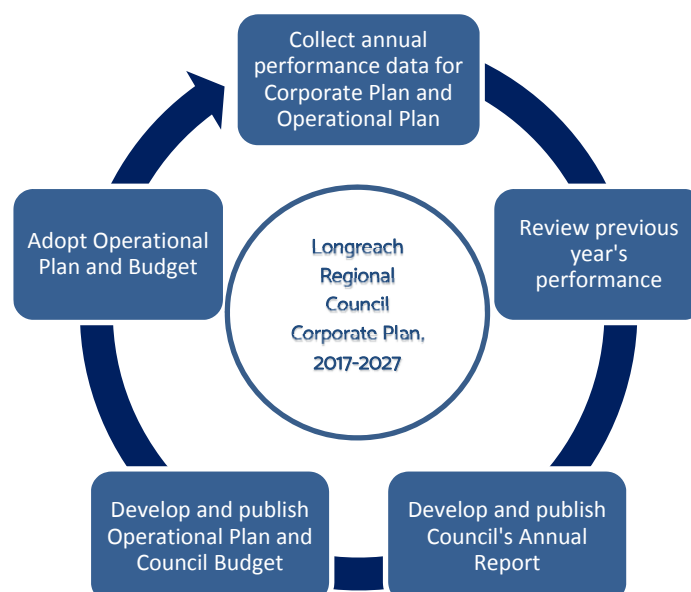 Collect annual
performance data for
Corporate Plan and
Operational Plan
Review previous
year's
performance
Develop and publish
Council's Annual
Report
Develop and publish
Operational Plan and
Council Budget
Adopt Operational
Plan and Budget
Longreach
Regional
Council
Corporate Plan,
2017-2027